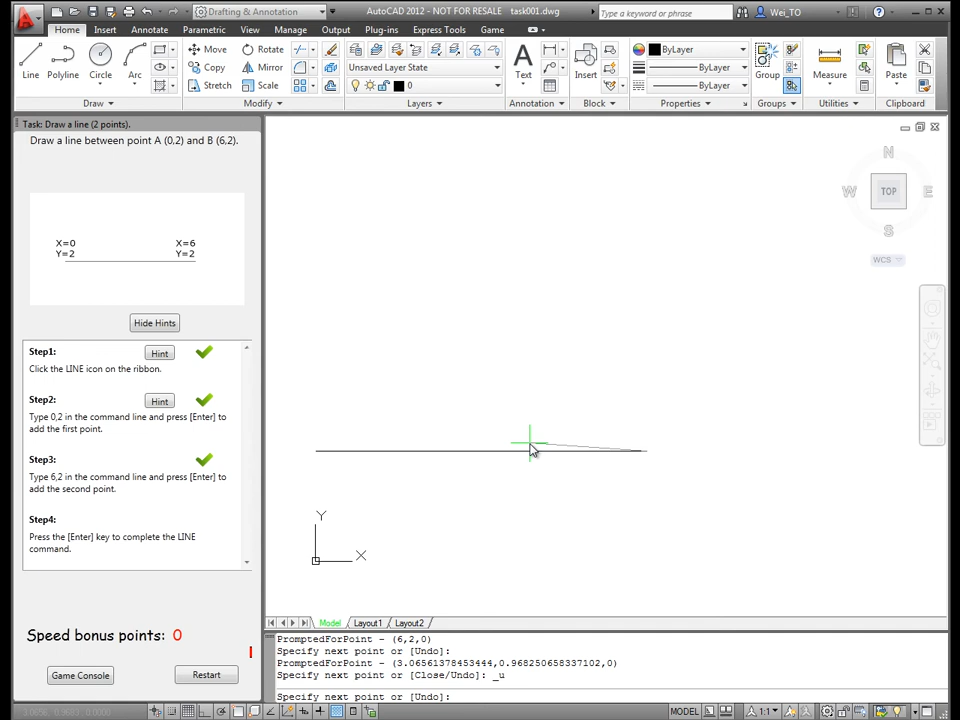 Drafting & Annotation
AutoCAD 2012 - NOT FOR RESALE task001.dwg
Type a keyword or phrase
Wei_TO
Home Insert Annotate Parametric View Manage Output Plug-ins Express Tools Game
Line Polyline Circle Arc
Move Rotate
Copy Mirror
Stretch Scale
Unsaved Layer State
0
Text
Insert
ByLayer
ByLayer
ByLayer
Group
Measure
Paste
Draw Modify Layers Annotation Block Properties Groups Utilities Clipboard
Task: Draw a line (2 points).
Draw a line between point A (0,2) and B (6,2).
X=0 X=6
Y=2 Y=2
Hide Hints
Step1: Hint
Click the LINE icon on the ribbon.
Step2: Hint
Type 0,2 in the command line and press [Enter] to
add the first point.
Step3:
Type 6,2 in the command line and press [Enter] to
add the second point.
Step4:
Press the [Enter] key to complete the LINE
command.
Speed bonus points: 0
Game Console Restart
N
W TOP E
S
WCS
Y
X
Model Layout1 Layout2
PromptedForPoint - (6,2,0)
Specify next point or [Undo]:
PromptedForPoint - (3.06561378453444,0.968250658337102,0)
Specify next point or [Close/Undo]: _u
Specify next point or [Undo]:
MODEL 1:1